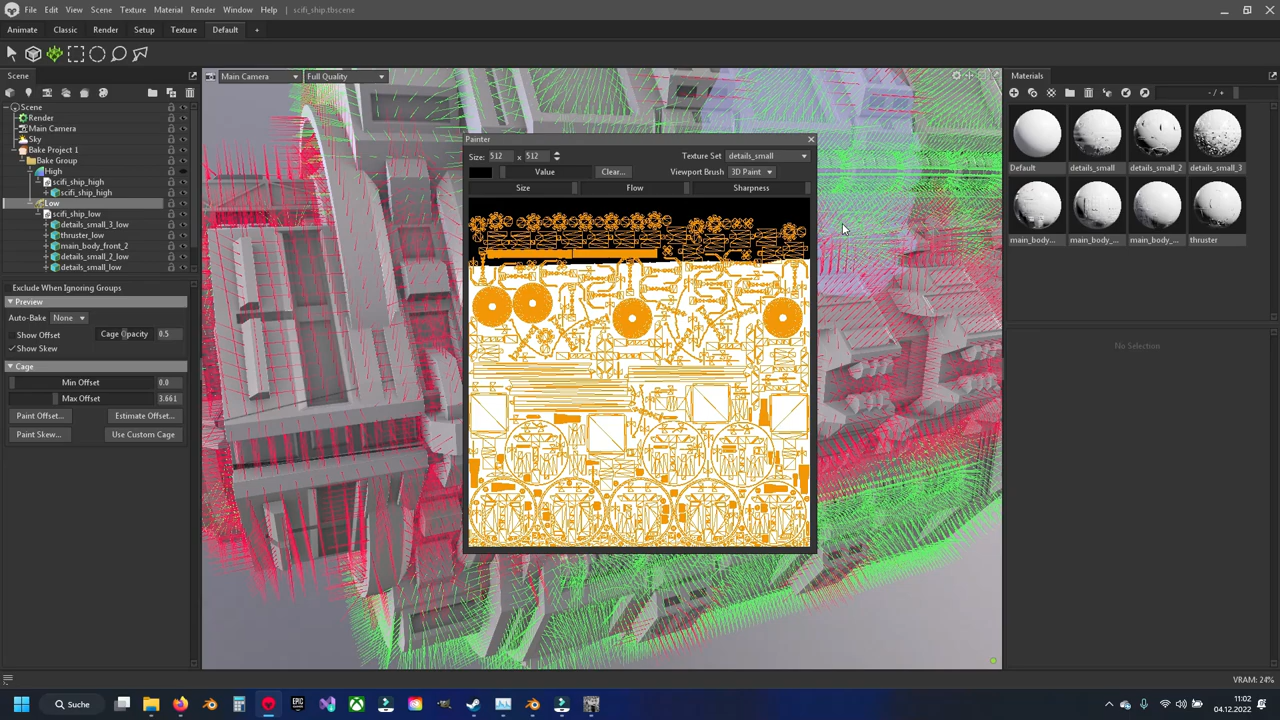 File Edit View Scene Texture Material Render Window Help scifi_ship.tbscene
Animate Classic Render Setup Texture Default +
Scene
Main Camera Full Quality
Materials
- / +
Scene
Render
Main Camera
Sky
Bake Project 1
Bake Group
High
scifi_ship_high
scifi_ship_high
Low
scifi_ship_low
details_small_3_low
thruster_low
main_body_front_2
details_small_2_low
details_small_low
Exclude When Ignoring Groups
Preview
Auto-Bake None
Show Offset Cage Opacity 0.5
Show Skew
Cage
Min Offset 0.0
Max Offset 3.661
Paint Offset... Estimate Offset...
Paint Skew... Use Custom Cage
Painter
Size: 512 x 512 Texture Set details_small
Value Clear... Viewport Brush 3D Paint
Size Flow Sharpness
Default details_small details_small_2 details_small_3
main_body... main_body_... main_body_... thruster
No Selection
VRAM: 24%
Suche
11:02
04.12.2022